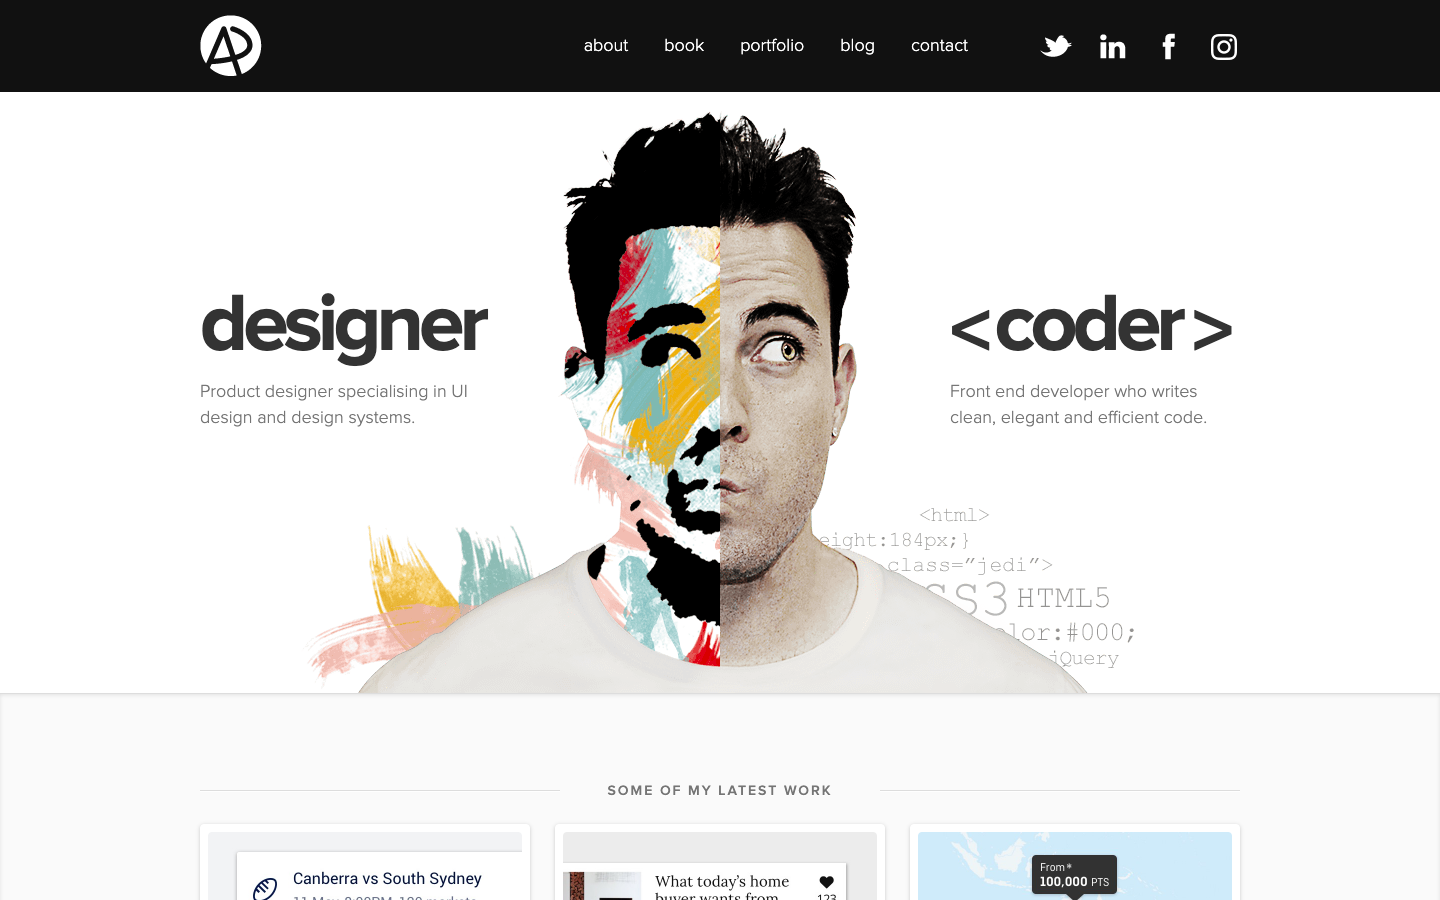 AD
about book portfolio blog contact
designer
Product designer specialising in UI
design and design systems.
<coder>
Front end developer who writes
clean, elegant and efficient code.
<html>
eight:184px;}
class=”jedi”>
SS3 HTML5
olor:#000;
jQuery
SOME OF MY LATEST WORK
Canberra vs South Sydney
What today’s home
buyer wants from
123
From*
100,000 PTS